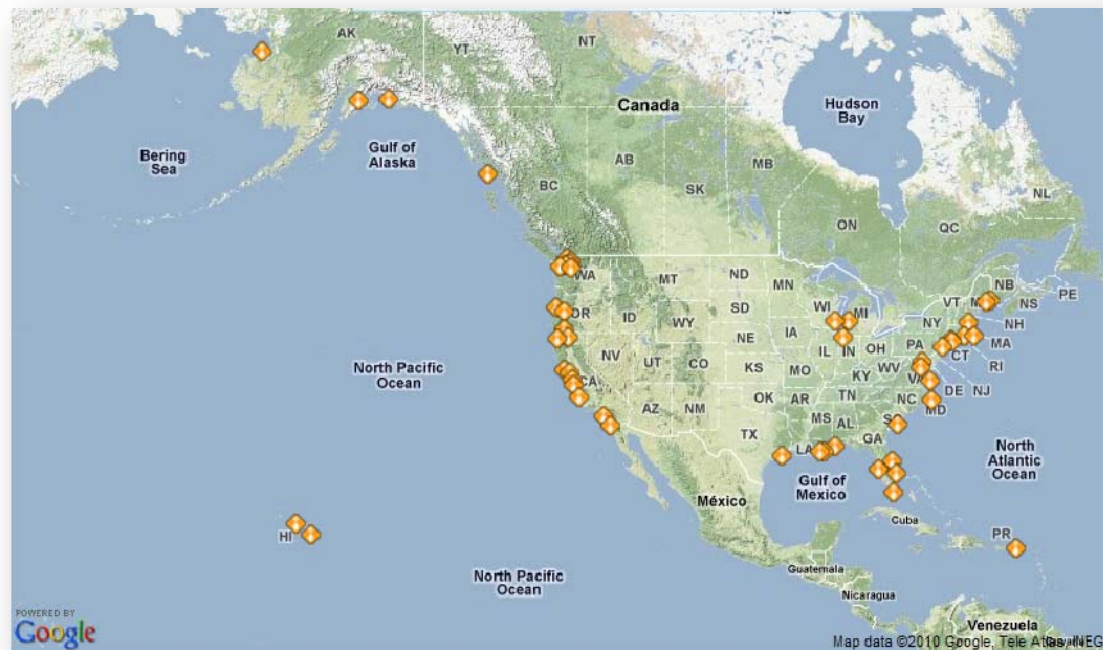 AK
YT
NT
Canada
Hudson
Bay
Gulf of
Alaska
Bering
Sea
BC
AB
SK
MB
ON
QC
NL
NB
PE
NS
WA
MT
ND
MN
WI
MI
VT
NH
NY
MA
CT
RI
OR
ID
WY
SD
IA
NE
IL
IN
OH
PA
NJ
DE
MD
North Pacific
Ocean
NV
UT
CO
KS
MO
KY
WV
VA
CA
AZ
NM
OK
AR
TN
NC
TX
LA
MS
AL
GA
North
Atlantic
Ocean
Gulf of
Mexico
México
Cuba
PR
HI
Guatemala
Nicaragua
North Pacific
Ocean
Venezuela
POWERED BY
Google
Map data ©2010 Google, Tele Atlas, INEG